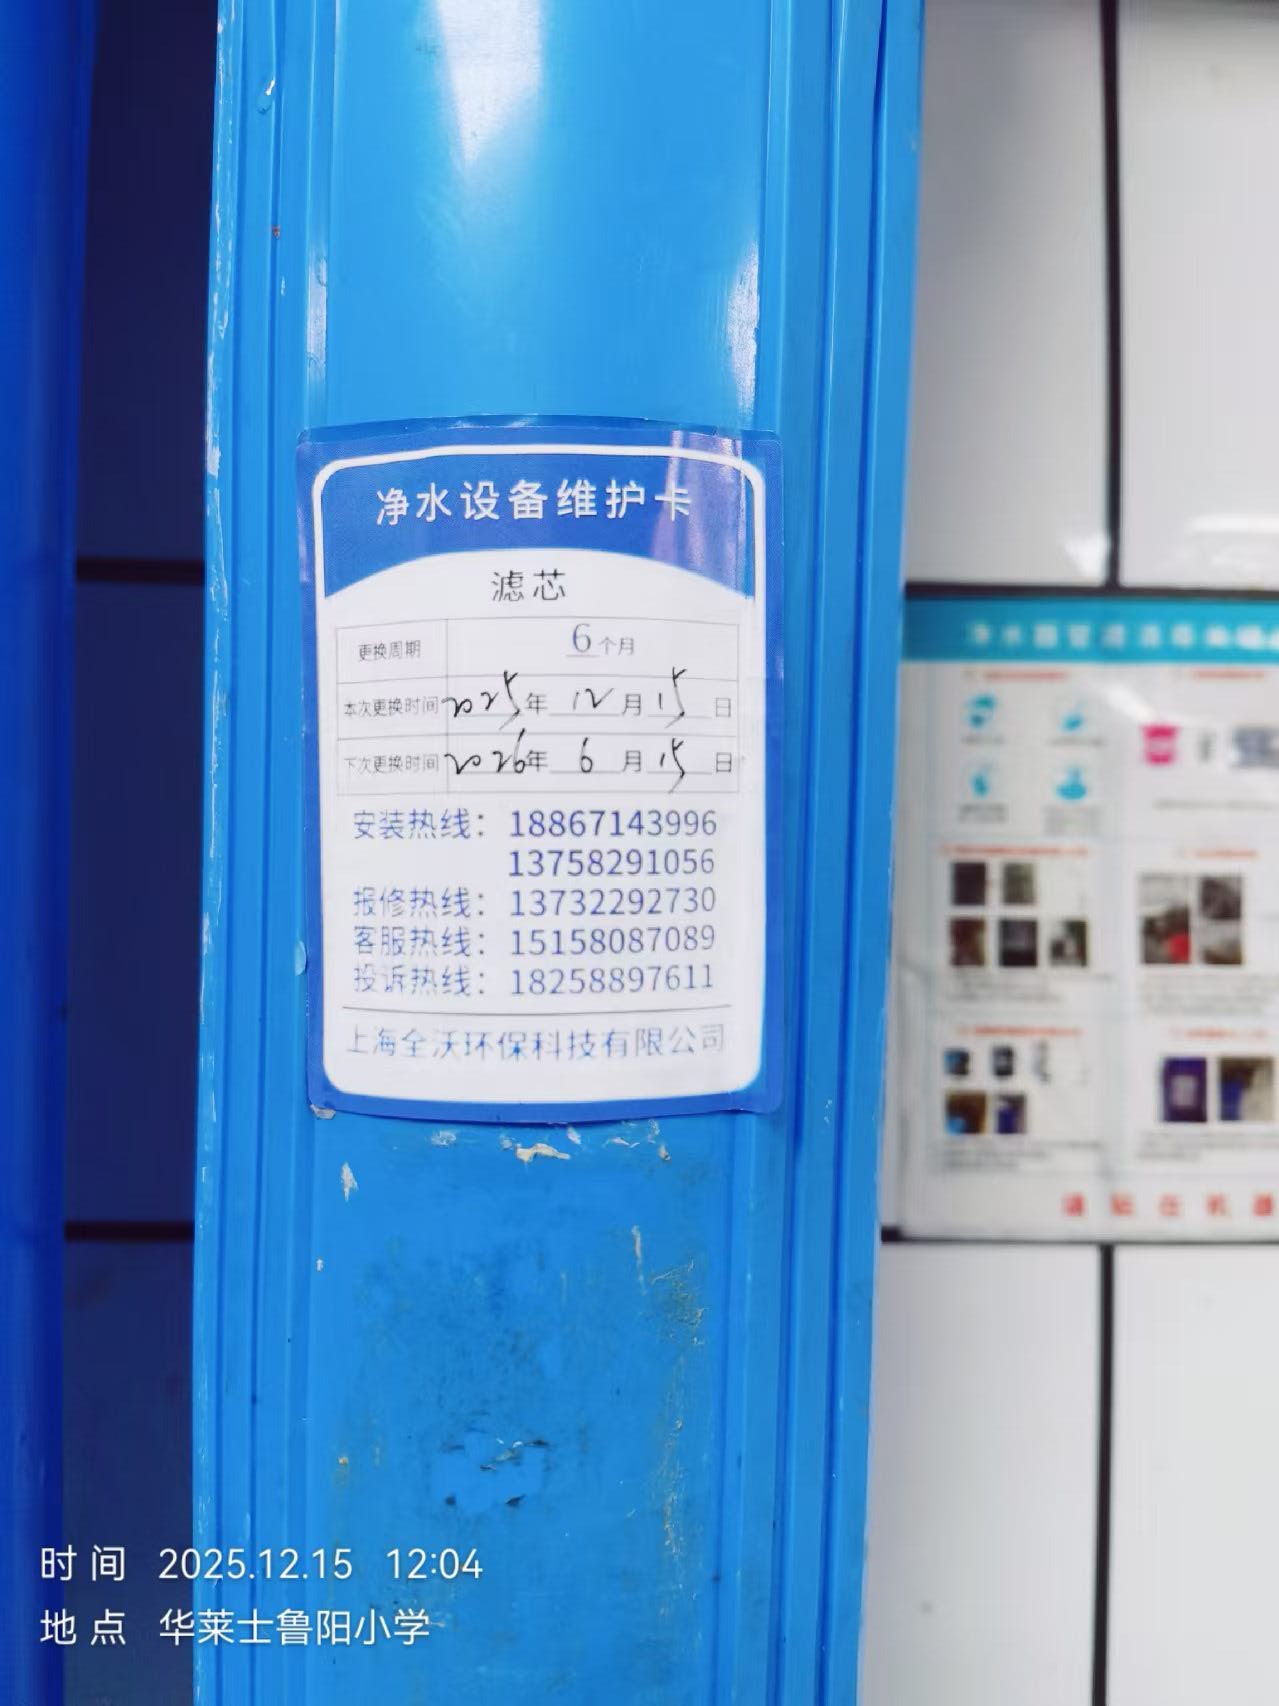 净水设备维护卡
滤芯
更换周期 6个月
本次更换时间 2025年 12月 15日
下次更换时间 2026年 6月 15日
安装热线：18867143996
13758291056
报修热线：13732292730
客服热线：15158087089
投诉热线：18258897611
上海全沃环保科技有限公司
时间 2025.12.15 12:04
地点 华莱士鲁阳小学